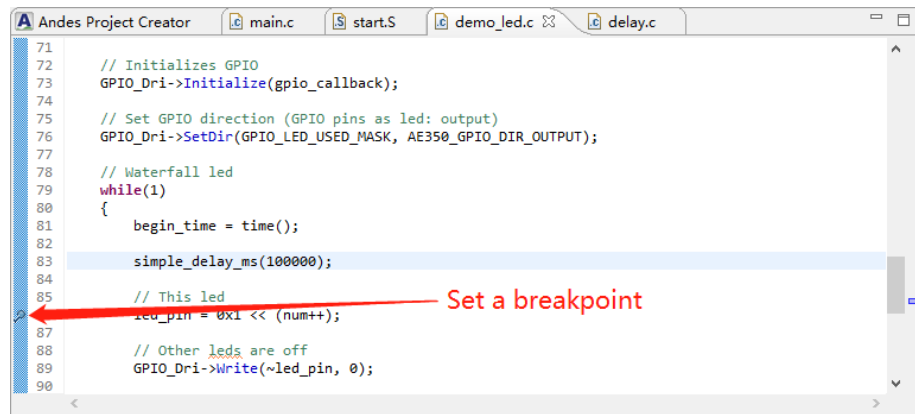 Andes Project Creator main.c start.S demo_led.c delay.c
71
72 // Initializes GPIO
73 GPIO_Dri->Initialize(gpio_callback);
74
75 // Set GPIO direction (GPIO pins as led: output)
76 GPIO_Dri->SetDir(GPIO_LED_USED_MASK, AE350_GPIO_DIR_OUTPUT);
77
78 // Waterfall led
79 while(1)
80 {
81 begin_time = time();
82
83 simple_delay_ms(100000);
84
85 // This led
led_pin = 0x1 << (num++);
Set a breakpoint
87
88 // Other leds are off
89 GPIO_Dri->Write(~led_pin, 0);
90